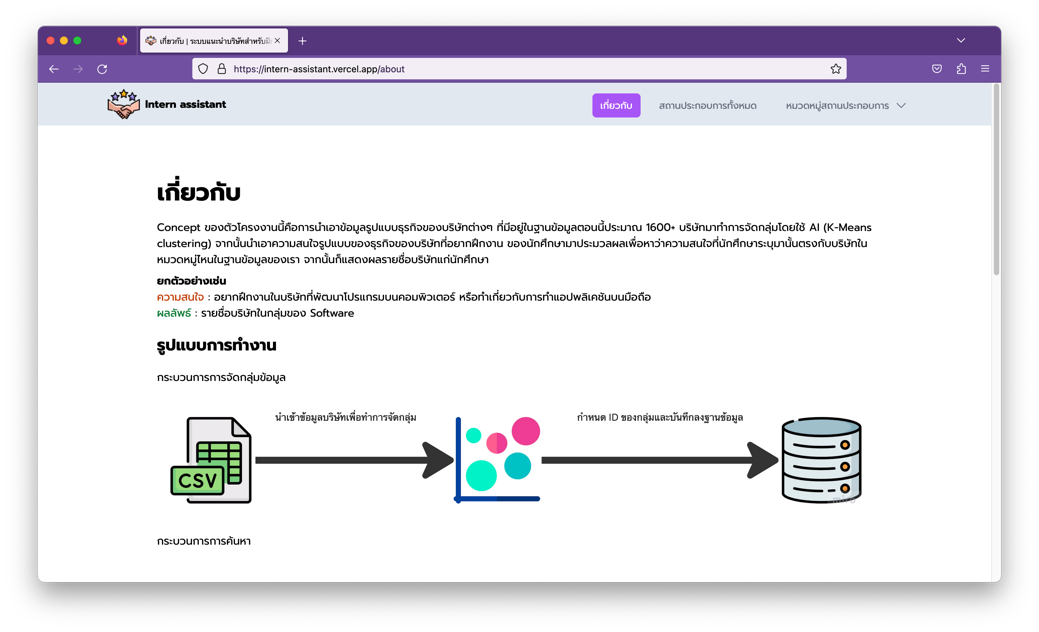 เกี่ยวกับ | ระบบแนะนำบริษัทสำหรับฝึ
https://intern-assistant.vercel.app/about
Intern assistant
เกี่ยวกับ
สถานประกอบการทั้งหมด
หมวดหมู่สถานประกอบการ
เกี่ยวกับ
Concept ของตัวโครงงานนี้คือการนำเอาข้อมูลรูปแบบธุรกิจของบริษัทต่างๆ ที่มีอยู่ในฐานข้อมูลตอนนี้ประมาณ 1600+ บริษัทมาทำการจัดกลุ่มโดยใช้ AI (K-Means
clustering) จากนั้นนำเอาความสนใจรูปแบบของธุรกิจของบริษัทที่อยากฝึกงาน ของนักศึกษามาประมวลผลเพื่อหาว่าความสนใจที่นักศึกษาระบุมานั้นตรงกับบริษัทใน
หมวดหมู่ไหนในฐานข้อมูลของเรา จากนั้นก็แสดงผลรายชื่อบริษัทแก่นักศึกษา
ยกตัวอย่างเช่น
ความสนใจ : อยากฝึกงานในบริษัทที่พัฒนาโปรแกรมบนคอมพิวเตอร์ หรือทำเกี่ยวกับการทำแอปพลิเคชันบนมือถือ
ผลลัพธ์ : รายชื่อบริษัทในกลุ่มของ Software
รูปแบบการทำงาน
กระบวนการการจัดกลุ่มข้อมูล
นำเข้าข้อมูลบริษัทเพื่อทำการจัดกลุ่ม
กำหนด ID ของกลุ่มและบันทึกลงฐานข้อมูล
CSV
กระบวนการการค้นหา